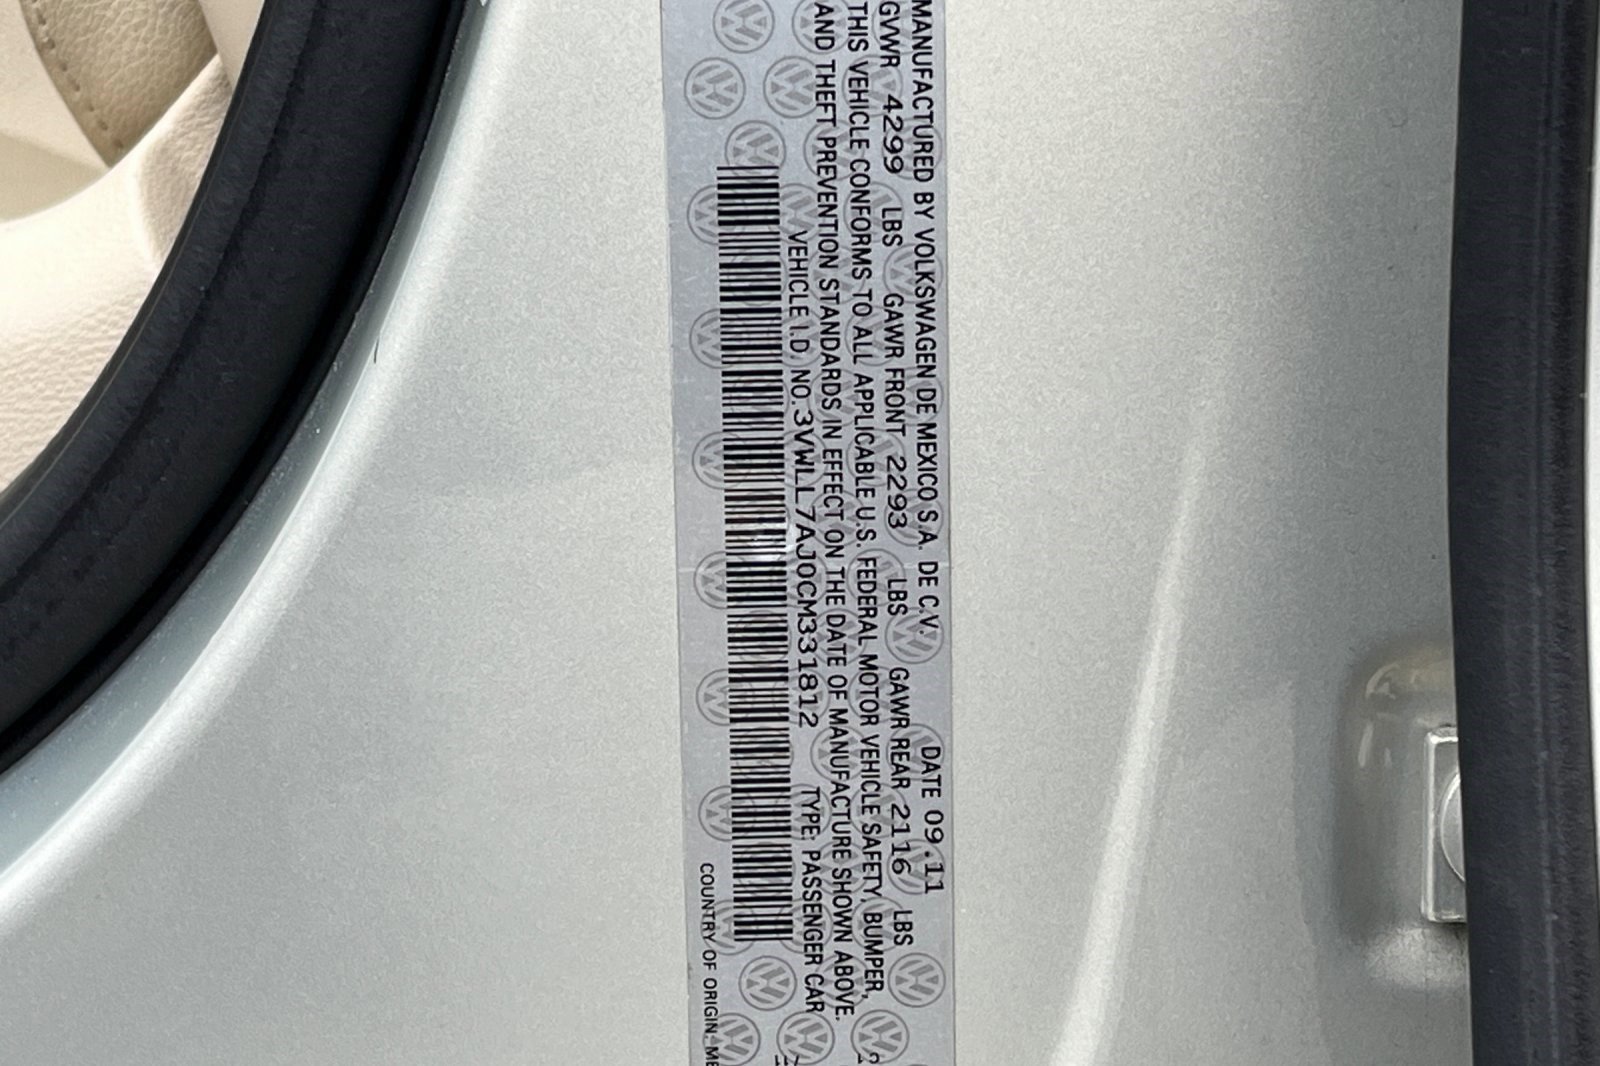 MANUFACTURED BY VOLKSWAGEN DE MEXICO S.A. DE C.V. DATE 09.11
GVWR 4299 LBS GAWR FRONT 2293 LBS GAWR REAR 2116 LBS
THIS VEHICLE CONFORMS TO ALL APPLICABLE U.S. FEDERAL MOTOR VEHICLE SAFETY, BUMPER,
AND THEFT PREVENTION STANDARDS IN EFFECT ON THE DATE OF MANUFACTURE SHOWN ABOVE.
VEHICLE I.D. NO. 3VWLL7AJ0CM331812 TYPE: PASSENGER CAR
COUNTRY OF ORIGIN: ME